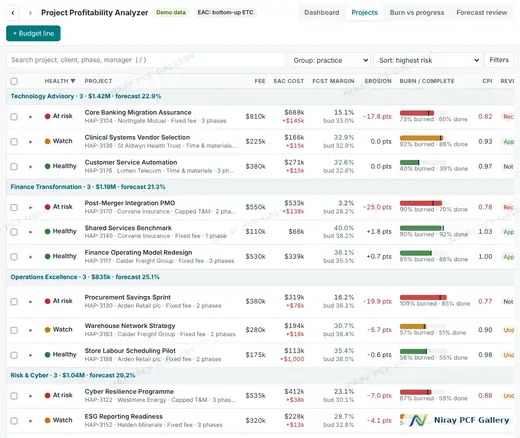 Project Profitability Analyzer
Demo data
EAC: bottom-up ETC
Dashboard
Projects
Burn vs progress
Forecast review
+ Budget line
Search project, client, phase, manager ( / )
Group: practice
Sort: highest risk
Filters
HEALTH ▼ PROJECT FEE EAC COST FCST MARGIN EROSION BURN / COMPLETE CPI
Technology Advisory · 3 · $1.42M · forecast 22.9%
At risk Core Banking Migration Assurance $810k $688k 15.1% -17.8 pts 0.82
HAP-3104 · Northgate Mutual · Fixed fee · 3 phases +$145k bud 33.0% 73% burned · 60% done
Watch Clinical Systems Vendor Selection $225k $166k 32.9% 0.0 pts 0.93
HAP-3136 · St Aldwyn Health Trust · Time & materials... +$15k bud 32.9% 92% burned · 86% done
Healthy Customer Service Automation $380k $271k 32.6% 0.0 pts 0.97 Not
HAP-3176 · Lumen Telecom · Time & materials · 3 ph... +$15k bud 32.6% 40% burned · 39% done
Finance Transformation · 3 · $1.19M · forecast 21.3%
At risk Post-Merger Integration PMO $550k $533k 3.2% -25.0 pts 0.78
HAP-3170 · Corvane Insurance · Capped T&M · 2 ph... +$138k bud 28.2% 90% burned · 70% done
Healthy Shared Services Benchmark $110k $66k 40.0% +1.8 pts 1.03
HAP-3149 · Corvane Insurance · Fixed fee · 1 phase bud 38.2% 90% burned · 92% done
Healthy Finance Operating Model Redesign $530k $339k 36.1% +0.7 pts 1.00
HAP-3117 · Calder Freight Group · Fixed fee · 3 phases bud 35.5% 65% burned · 66% done
Operations Excellence · 3 · $835k · forecast 25.1%
At risk Procurement Savings Sprint $380k $319k 16.2% -19.9 pts 0.77 Not
HAP-3130 · Arden Retail plc · Fixed fee · 2 phases +$76k bud 36.1% 109% burned · 85% done
Watch Warehouse Network Strategy $280k $194k 30.7% -5.7 pts 0.90
HAP-3163 · Calder Freight Group · Fixed fee · 2 phases +$16k bud 36.4% 57% burned · 51% done
Healthy Store Labour Scheduling Pilot $175k $113k 35.4% -0.6 pts 0.98
HAP-3188 · Arden Retail plc · Fixed fee · 2 phases +$1,000 bud 36.0% 56% burned · 55% done
Risk & Cyber · 3 · $1.04M · forecast 29.2%
At risk Cyber Resilience Programme $535k $412k 23.1% -7.0 pts 0.88
HAP-3122 · Westmere Energy · Capped T&M · 3 pha... +$38k bud 30.1% 67% burned · 59% done
Watch ESG Reporting Readiness $320k $228k 28.7% -4.1 pts
HAP-3152 · Halden Minerals · Fixed fee · 2 phases +$13k bud 32.8%
Niray PCF Gallery